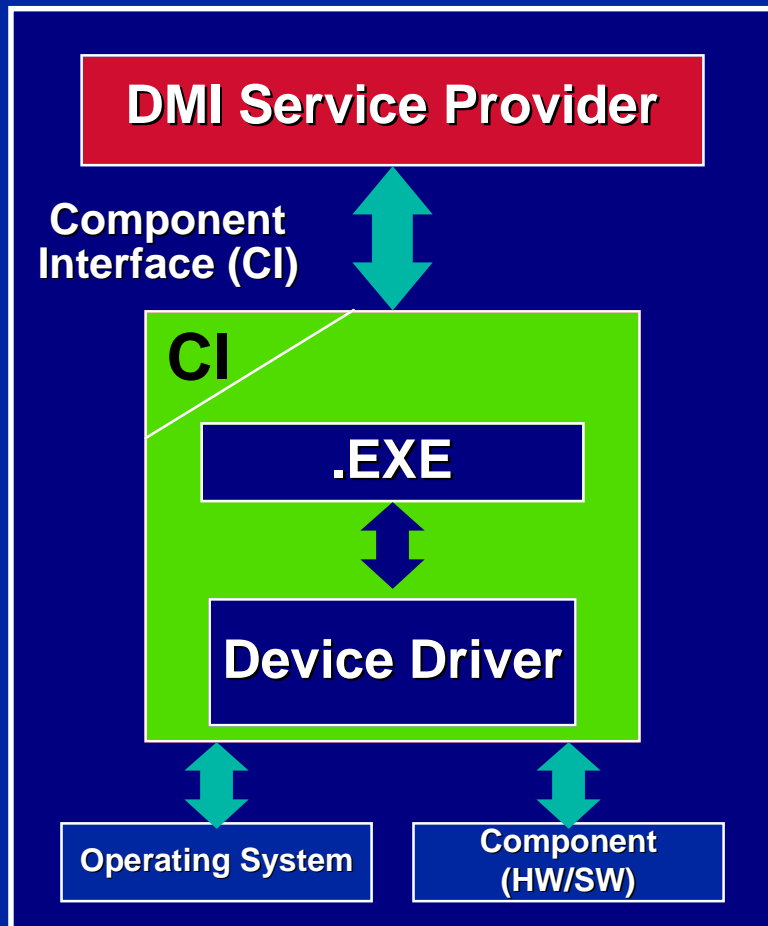 DMI Service Provider
Component
Interface (CI)
CI
.EXE
Device Driver
Operating System
Component
(HW/SW)